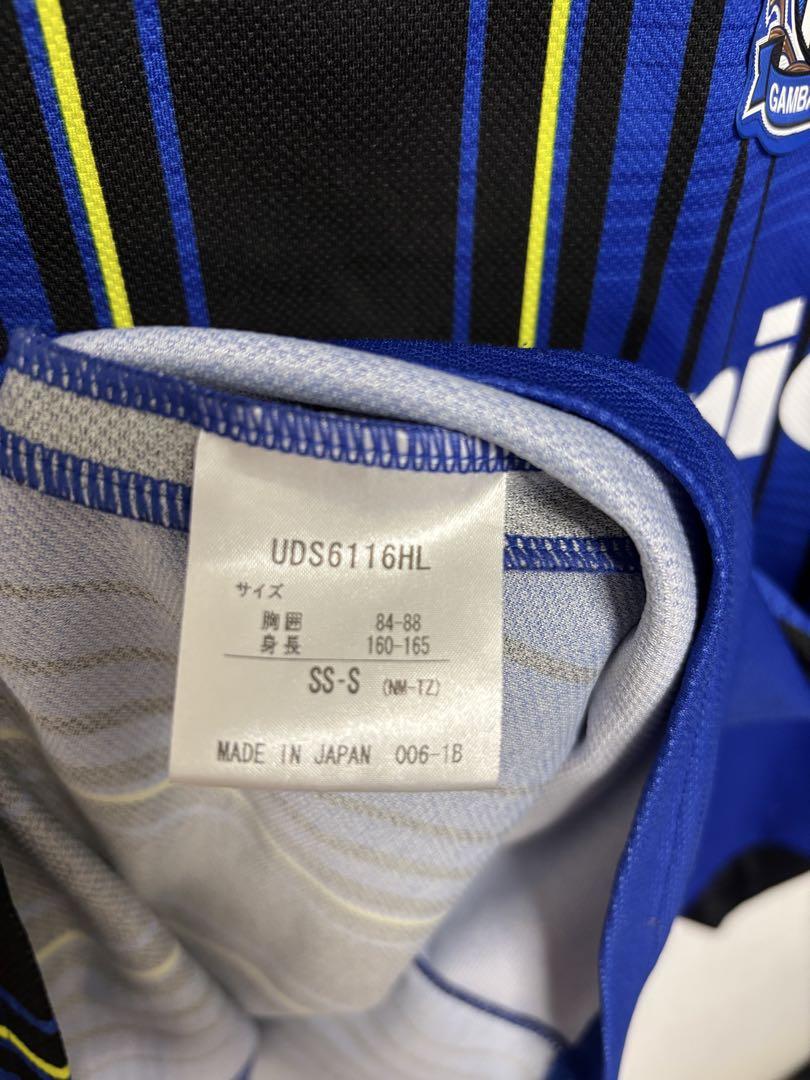 GAMBA
UDS6116HL
サイズ
胸囲 84-88
身長 160-165
SS-S (NM-TZ)
MADE IN JAPAN 006-1B